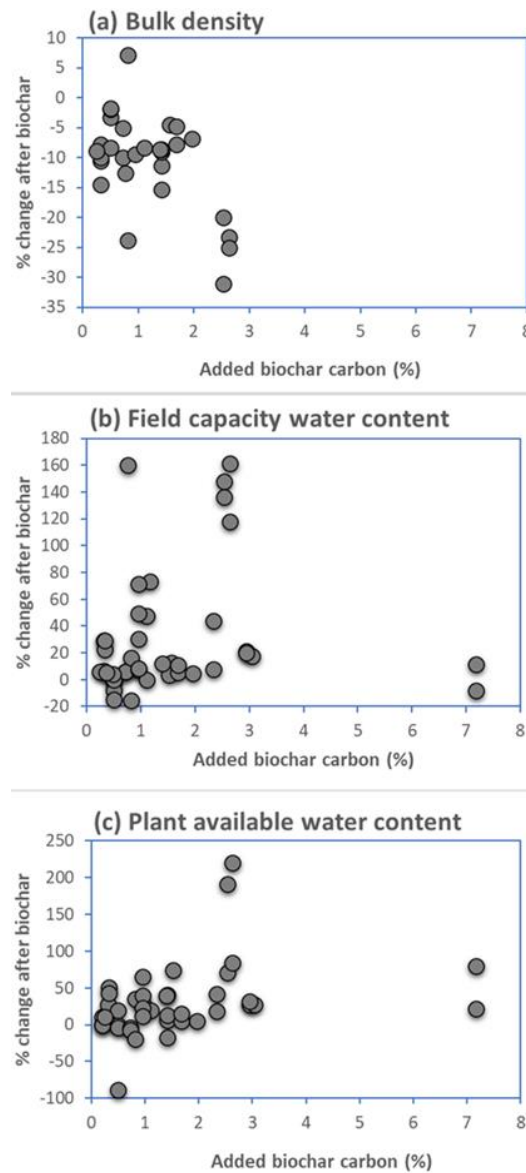 (a) Bulk density
% change after biochar
10
5
0
-5
-10
-15
-20
-25
-30
-35
0 1 2 3 4 5 6 7 8
Added biochar carbon (%)
(b) Field capacity water content
% change after biochar
180
160
140
120
100
80
60
40
20
0
-20
0 1 2 3 4 5 6 7 8
Added biochar carbon (%)
(c) Plant available water content
% change after biochar
250
200
150
100
50
0
-50
-100
0 1 2 3 4 5 6 7 8
Added biochar carbon (%)